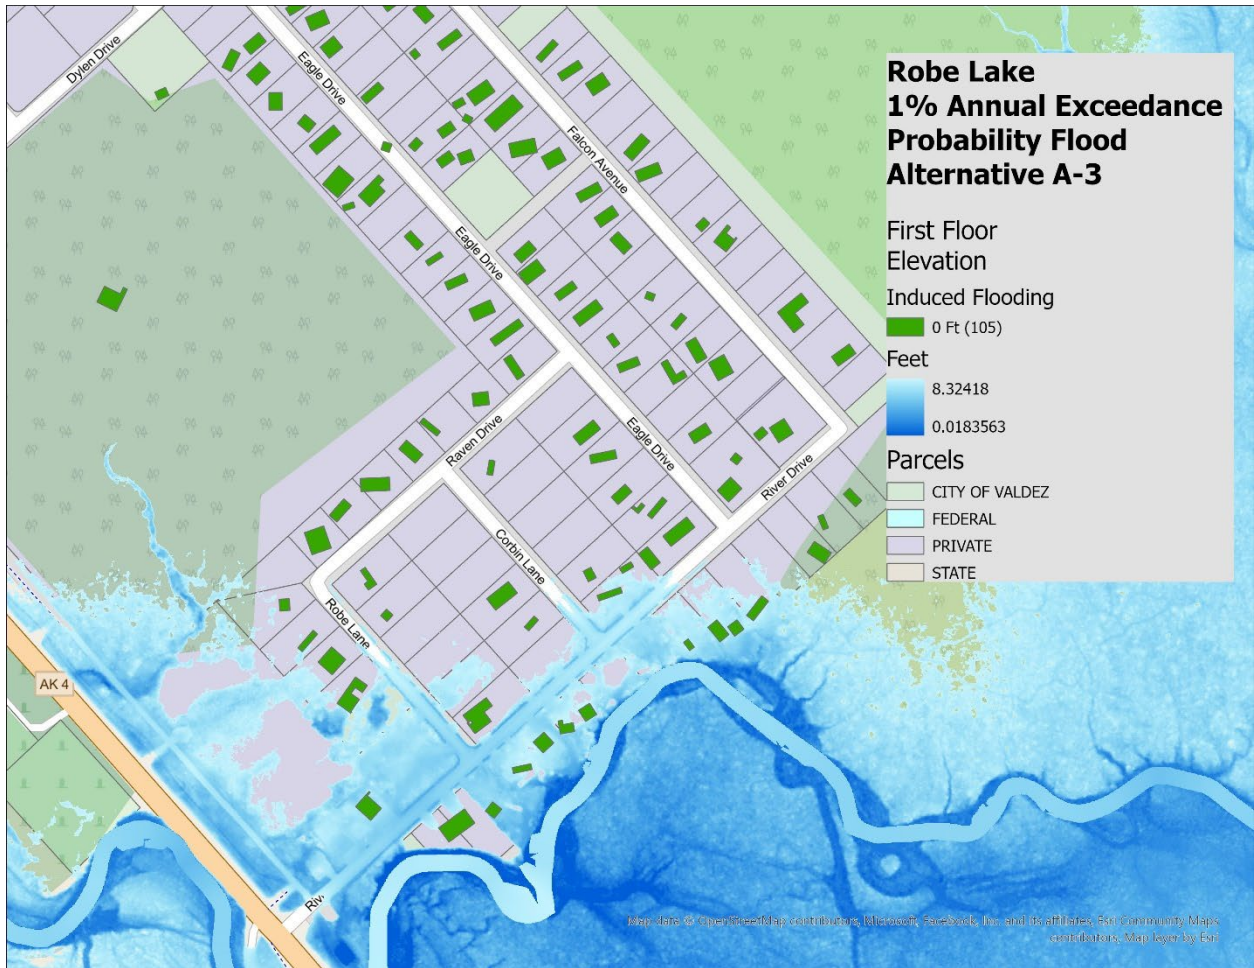 Robe Lake
1% Annual Exceedance
Probability Flood
Alternative A-3
First Floor
Elevation
Induced Flooding
0 Ft (105)
Feet
8.32418
0.0183563
Parcels
CITY OF VALDEZ
FEDERAL
PRIVATE
STATE
Dylen Drive
Eagle Drive
Falcon Avenue
Eagle Drive
Raven Drive
Eagle Drive
River Drive
Corbin Lane
Robe Lane
AK 4
Riv
Map data © OpenStreetMap contributors, Microsoft, Facebook, Inc. and its affiliates, Esri Community Maps
contributors, Map layer by Esri